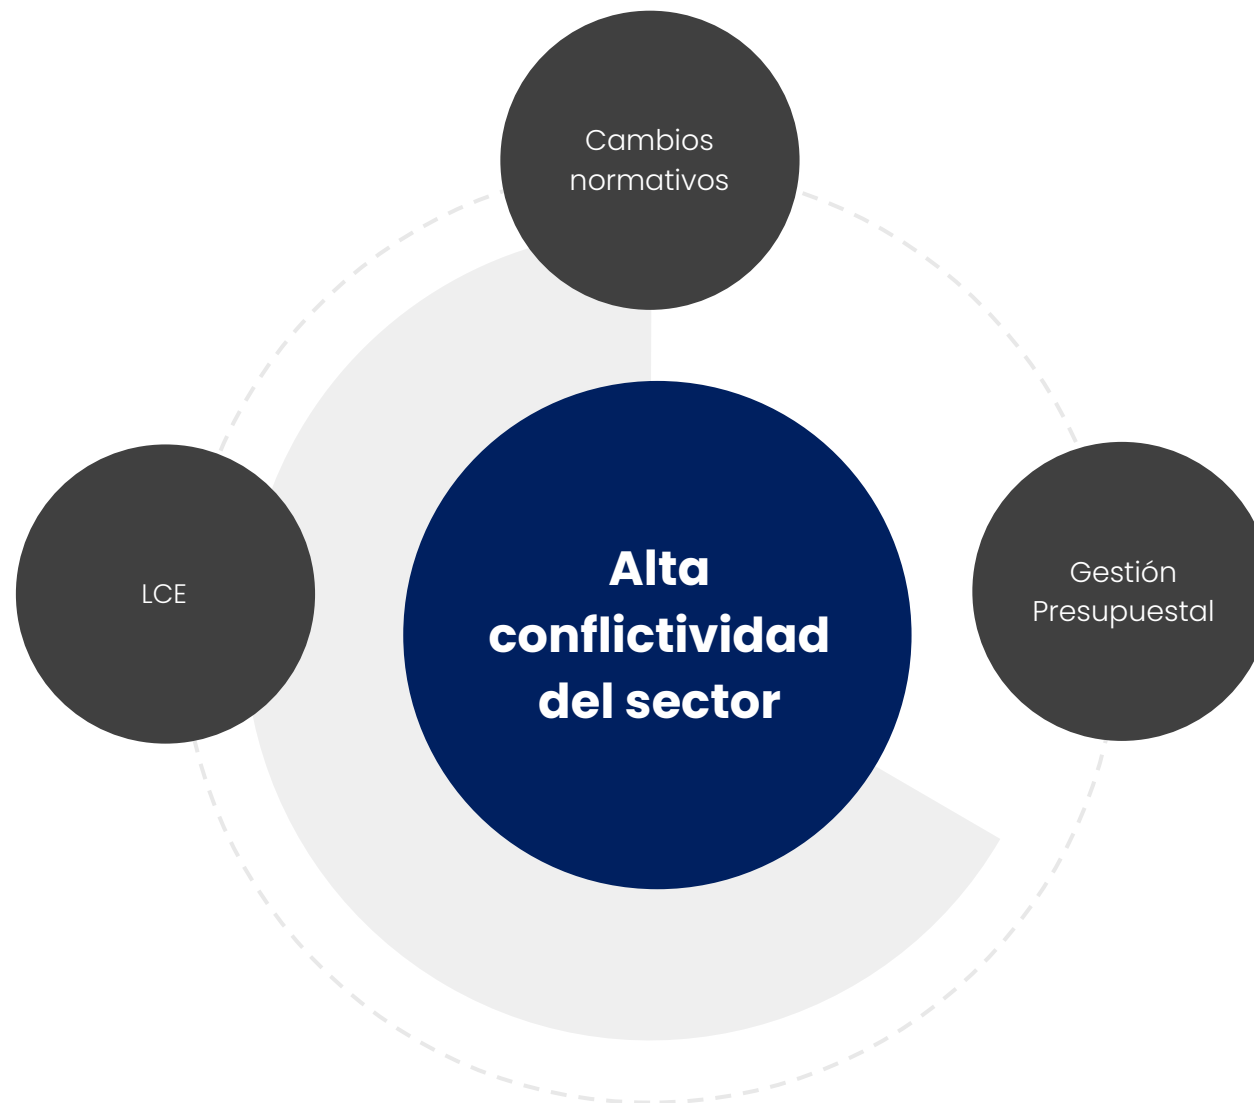 Cambios
normativos
LCE
Alta
conflictividad
del sector
Gestión
Presupuestal